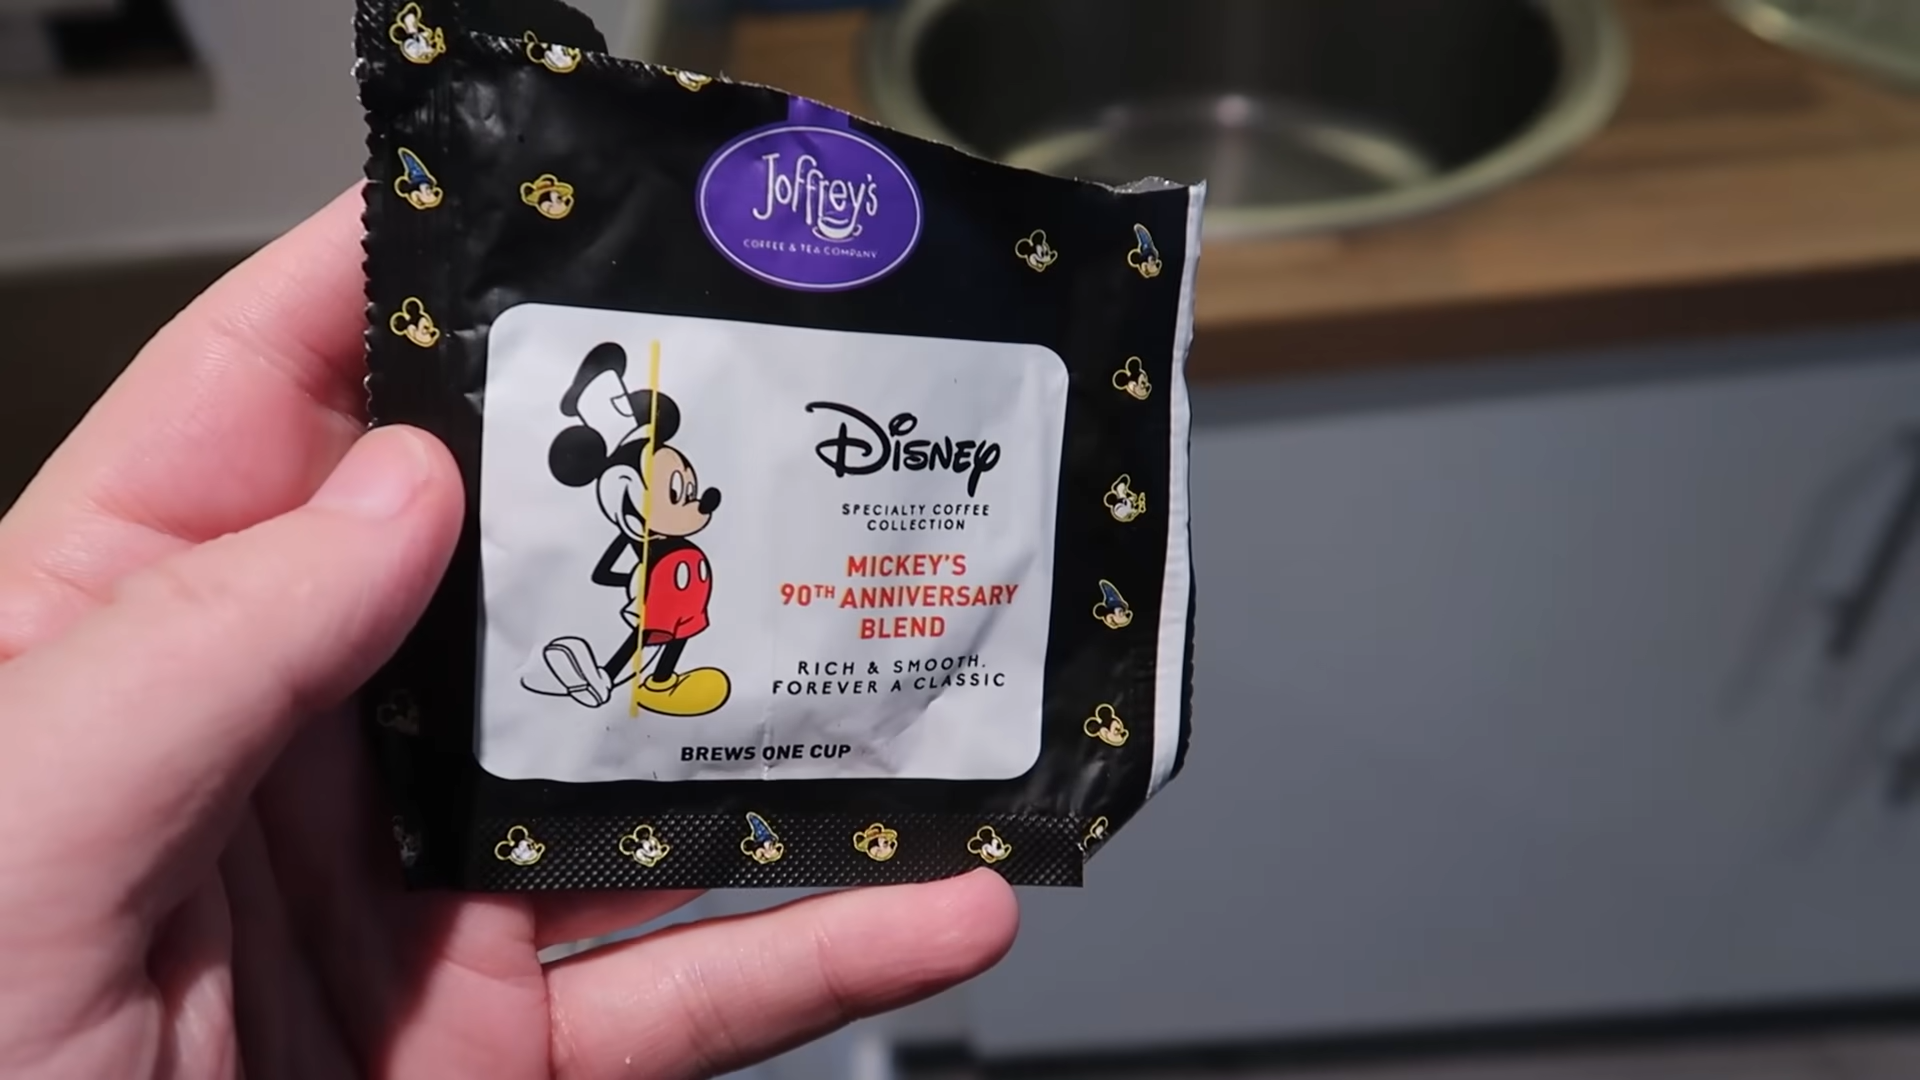 Joffrey's
COFFEE & TEA COMPANY
Disney
SPECIALTY COFFEE
COLLECTION
MICKEY'S
90TH ANNIVERSARY
BLEND
RICH & SMOOTH.
FOREVER A CLASSIC
BREWS ONE CUP